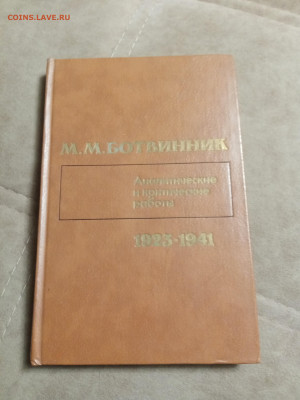 COINS.LAVE.RU
М.М.БОТВИННИК
Аналитические
и критические
работы
1923-1941